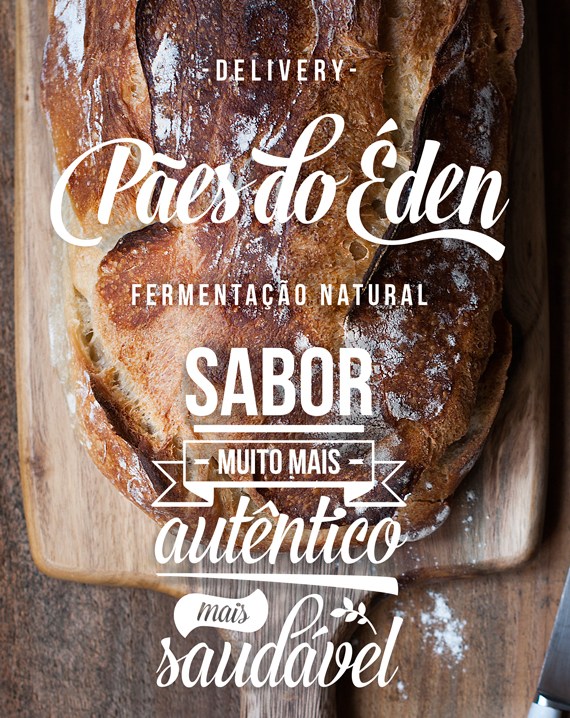 -DELIVERY-
Pães do Éden
FERMENTAÇÃO NATURAL
SABOR
- MUITO MAIS -
autêntico
mais
saudável